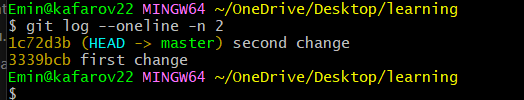 Emin@kafarov22 MINGW64 ~/OneDrive/Desktop/learning
$ git log --oneline -n 2
1c72d3b (HEAD -> master) second change
3339bcb first change
Emin@kafarov22 MINGW64 ~/OneDrive/Desktop/learning
$